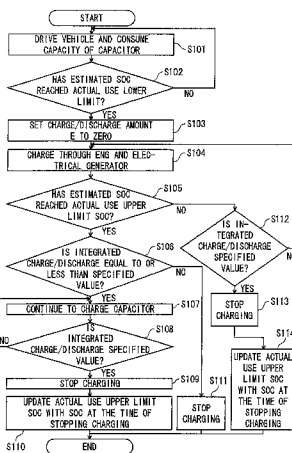 START
DRIVE VEHICLE AND CONSUME
CAPACITY OF CAPACITOR
S101
S102
HAS ESTIMATED SOC
REACHED ACTUAL USE LOWER
LIMIT?
NO
YES
SET CHARGE/DISCHARGE AMOUNT
E TO ZERO
S103
CHARGE THROUGH ENG AND ELEC-
TRICAL GENERATOR
S104
S105
HAS ESTIMATED SOC
REACHED ACTUAL USE UPPER
LIMIT SOC?
NO
YES
S112
IS IN-
TEGRATED
CHARGE/DISCHARGE
SPECIFIED
VALUE?
YES
S106
IS INTEGRATED
CHARGE/DISCHARGE EQUAL TO OR
LESS THAN SPECIFIED
VALUE?
NO
YES
S113
STOP
CHARGING
S107
CONTINUE TO CHARGE CAPACITOR
S108
IS
INTEGRATED
CHARGE/DISCHARGE SPECIFIED
VALUE?
NO
YES
S114
UPDATE ACTUAL
USE UPPER
LIMIT SOC
WITH SOC AT
THE TIME OF
STOPPING
CHARGING
STOP CHARGING
S109
S111
STOP
CHARGING
UPDATE ACTUAL USE UPPER LIMIT
SOC WITH SOC AT THE TINE OF
STOPPING CHARGING
S110
END